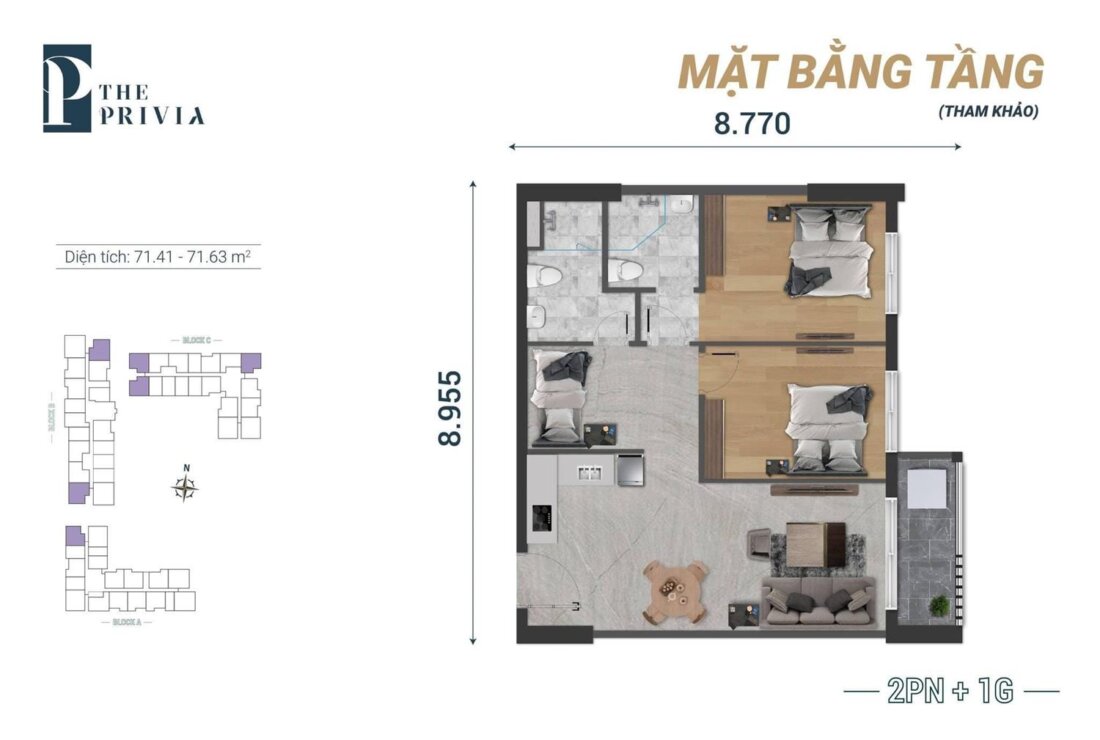 THE
PRIVIA
MẶT BẰNG TẦNG
(THAM KHẢO)
8.770
Diện tích: 71.41 - 71.63 m²
BLOCK C
BLOCK B
N
BLOCK A
8.955
2PN + 1G